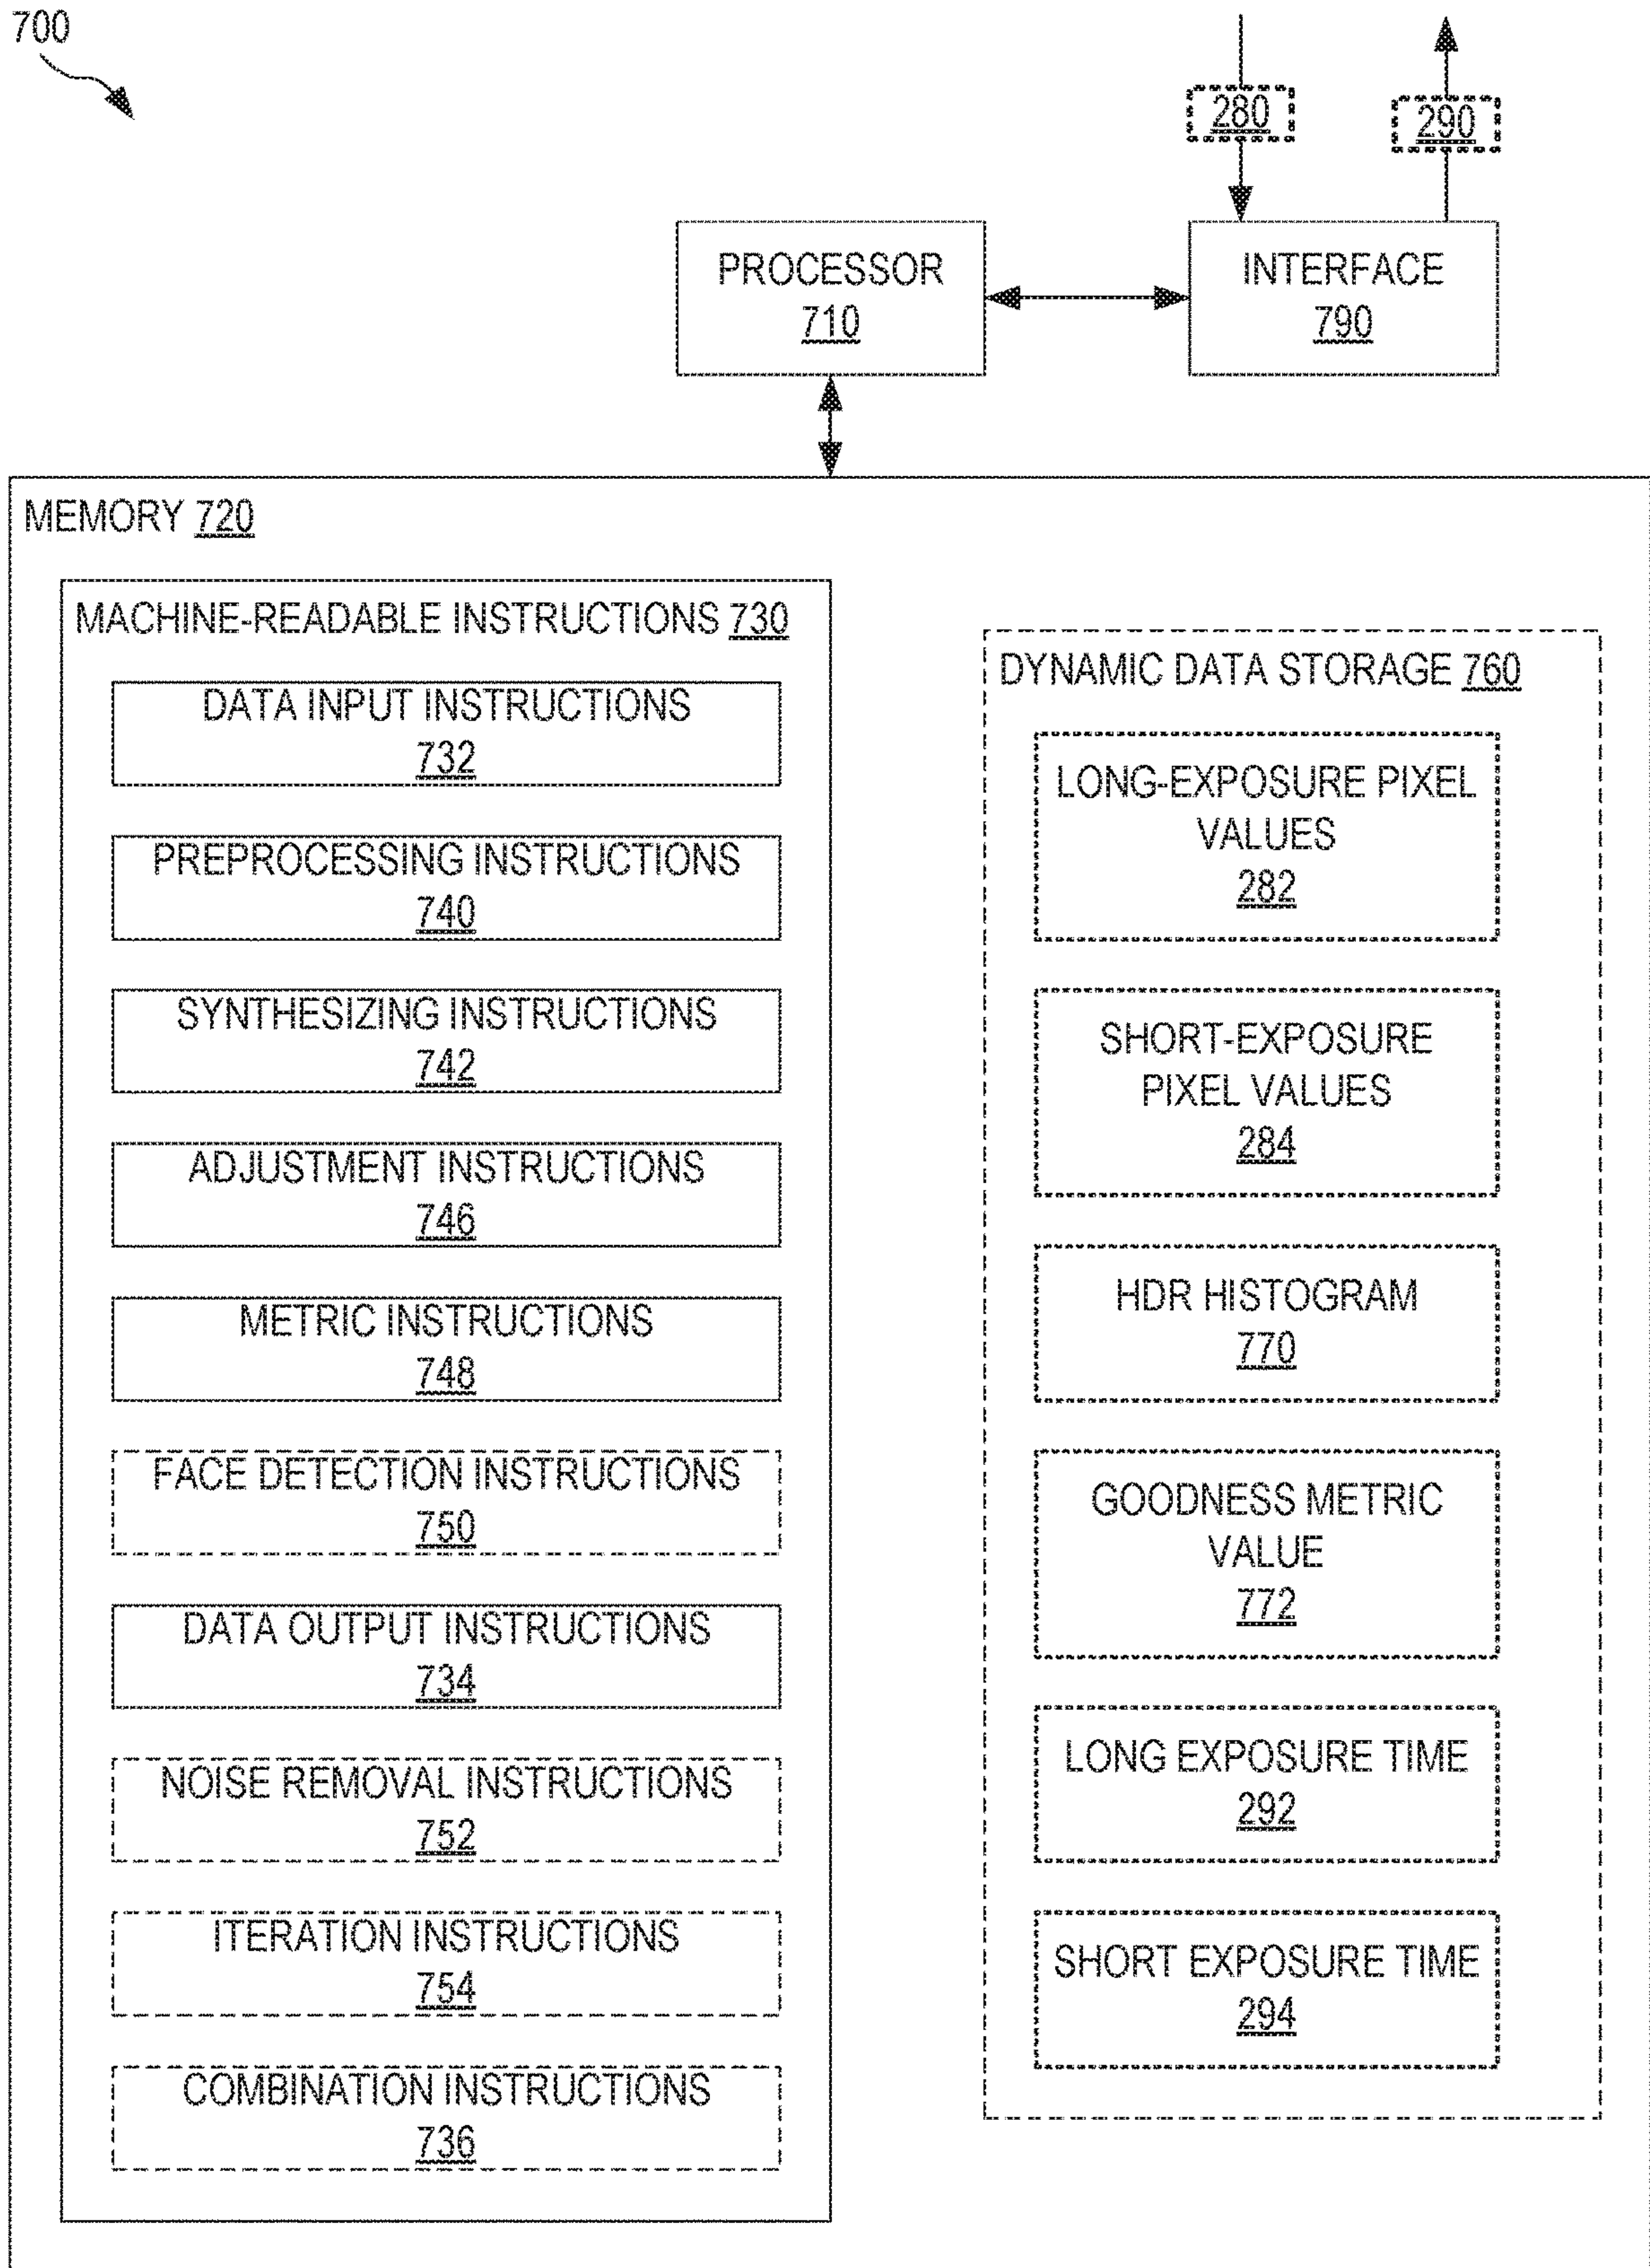 700
280
290
PROCESSOR
710
INTERFACE
790
MEMORY 720
MACHINE-READABLE INSTRUCTIONS 730
DATA INPUT INSTRUCTIONS
732
PREPROCESSING INSTRUCTIONS
740
SYNTHESIZING INSTRUCTIONS
742
ADJUSTMENT INSTRUCTIONS
746
METRIC INSTRUCTIONS
748
FACE DETECTION INSTRUCTIONS
750
DATA OUTPUT INSTRUCTIONS
734
NOISE REMOVAL INSTRUCTIONS
752
ITERATION INSTRUCTIONS
754
COMBINATION INSTRUCTIONS
736
DYNAMIC DATA STORAGE 760
LONG-EXPOSURE PIXEL
VALUES
282
SHORT-EXPOSURE
PIXEL VALUES
284
HDR HISTOGRAM
770
GOODNESS METRIC
VALUE
772
LONG EXPOSURE TIME
292
SHORT EXPOSURE TIME
294